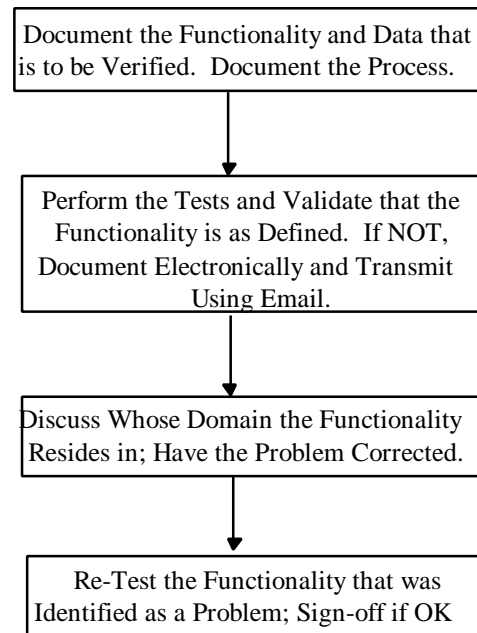 Document the Functionality and Data that
is to be Verified.  Document the Process.
Perform the Tests and Validate that the
Functionality is as Defined.  If NOT,
Document Electronically and Transmit
Using Email.
Discuss Whose Domain the Functionality
Resides in; Have the Problem Corrected.
Re-Test the Functionality that was
Identified as a Problem; Sign-off if OK